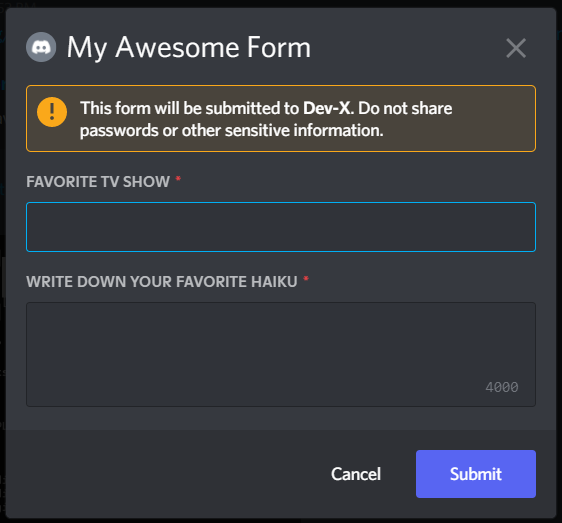 My Awesome Form
This form will be submitted to Dev-X. Do not share
passwords or other sensitive information.
FAVORITE TV SHOW *
WRITE DOWN YOUR FAVORITE HAIKU *
4000
Cancel
Submit